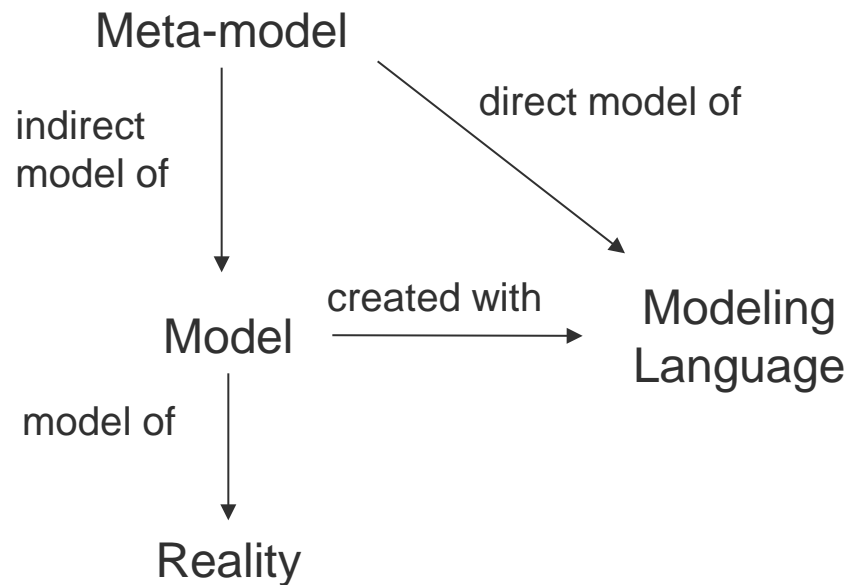 Meta-model
direct model of
indirect
model of
created with
Modeling
Language
Model
model of
Reality